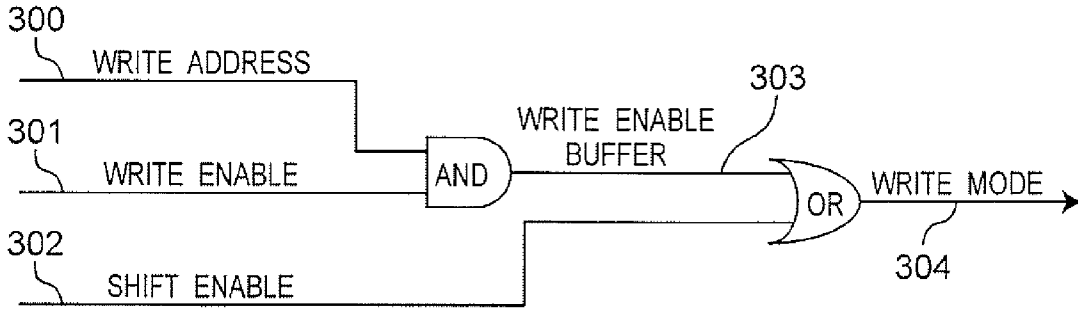 300
WRITE ADDRESS
303
301
WRITE ENABLE
BUFFER
WRITE ENABLE
AND
OR
WRITE MODE
302
SHIFT ENABLE
304